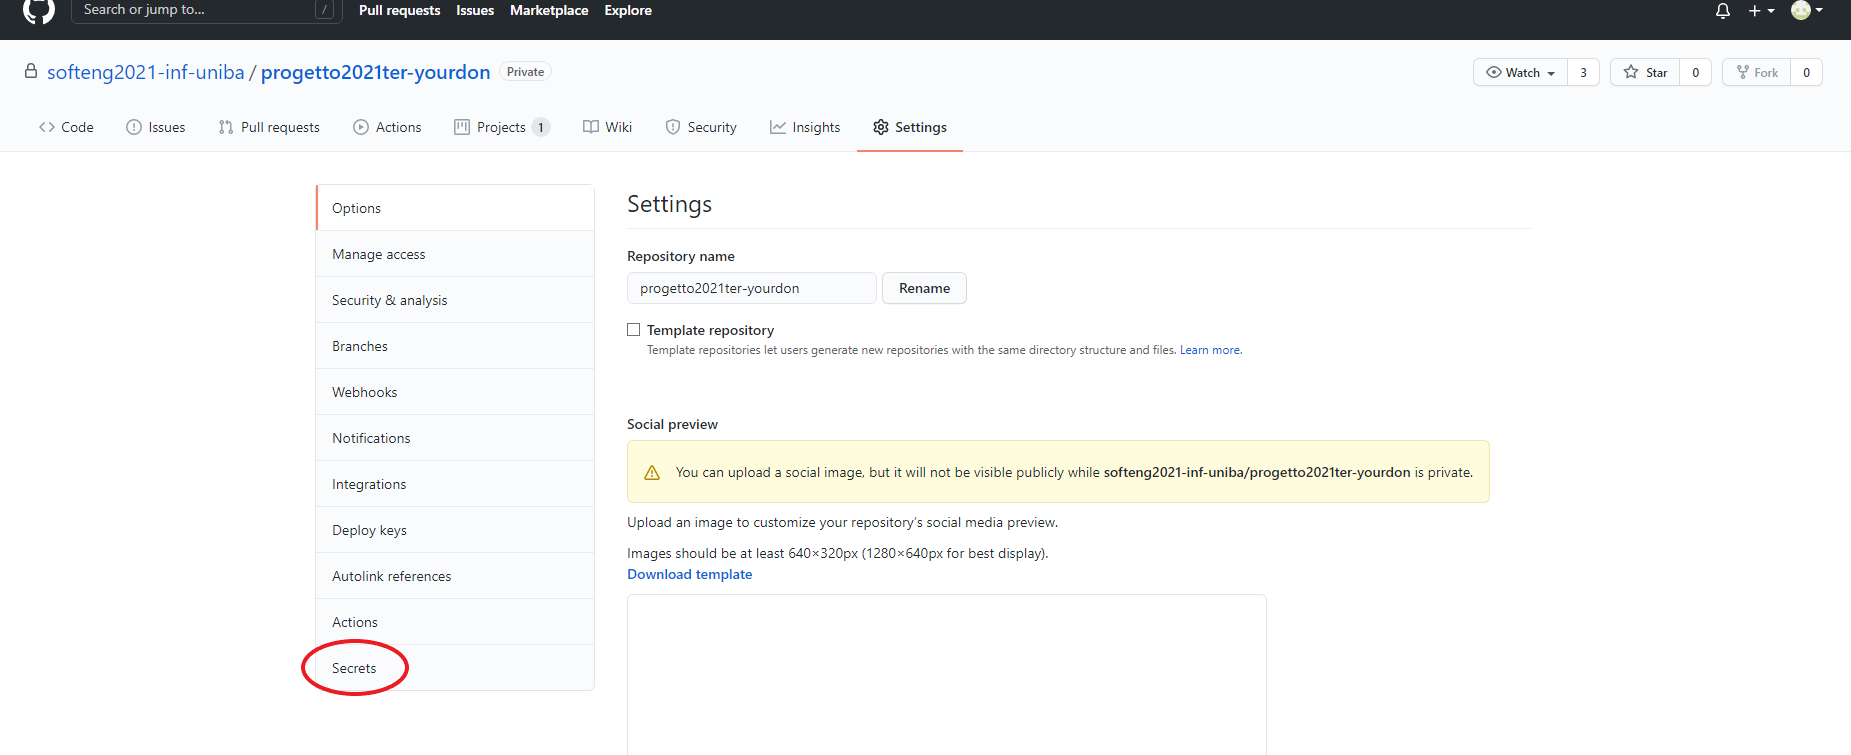 Search or jump to... / Pull requests Issues Marketplace Explore
softeng2021-inf-uniba / progetto2021ter-yourdon Private Watch 3 Star 0 Fork 0
Code Issues Pull requests Actions Projects 1 Wiki Security Insights Settings
Options
Manage access
Security & analysis
Branches
Webhooks
Notifications
Integrations
Deploy keys
Autolink references
Actions
Secrets
Settings
Repository name
progetto2021ter-yourdon Rename
Template repository
Template repositories let users generate new repositories with the same directory structure and files. Learn more.
Social preview
You can upload a social image, but it will not be visible publicly while softeng2021-inf-uniba/progetto2021ter-yourdon is private.
Upload an image to customize your repository's social media preview.
Images should be at least 640×320px (1280×640px for best display).
Download template